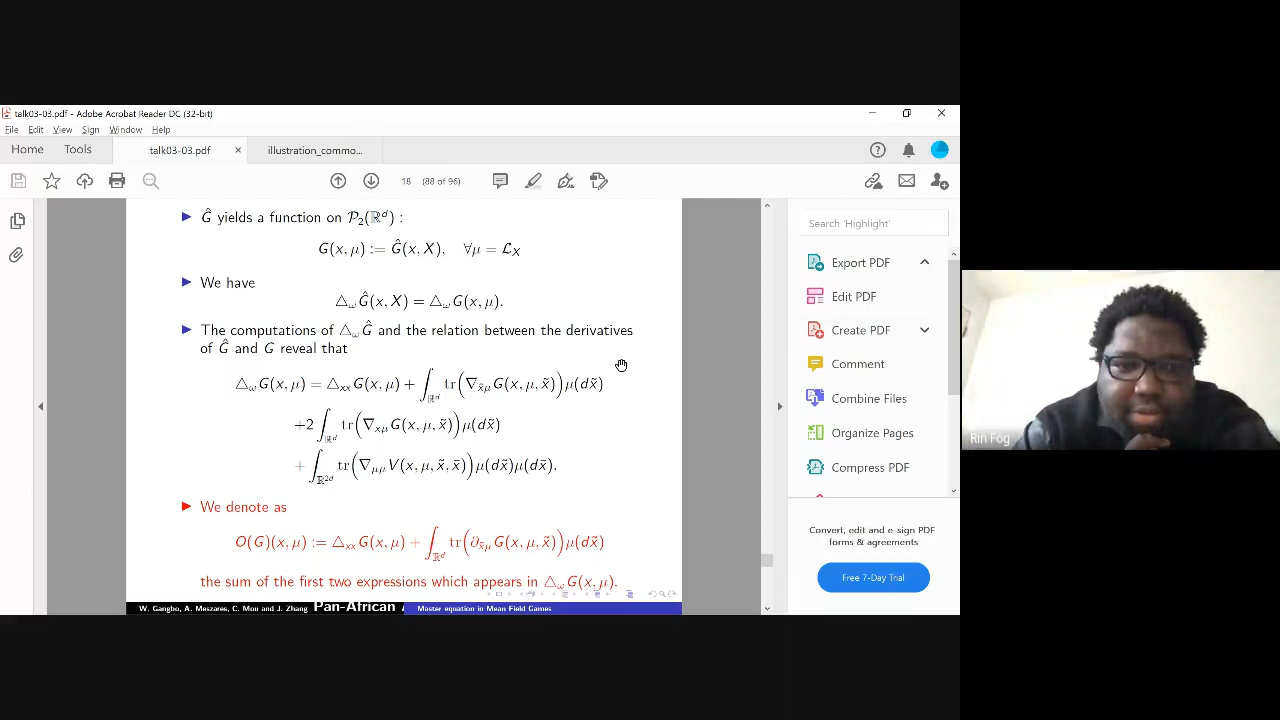 talk03-03.pdf - Adobe Acrobat Reader DC (32-bit)
File Edit View Sign Window Help
Home Tools talk03-03.pdf × illustration_commo...
18 (88 of 96)
▶ Ĝ yields a function on 𝒫₂(ℝᵈ) :
G(x, μ) := Ĝ(x, X), ∀μ = ℒ_X
▶ We have
△_ω Ĝ(x, X) = △_ω G(x, μ).
▶ The computations of △_ω Ĝ and the relation between the derivatives
of Ĝ and G reveal that
△_ω G(x, μ) = △_xx G(x, μ) + ∫_ℝᵈ tr(∇_x̃μ G(x, μ, x̃))μ(dx̃)
+2 ∫_ℝᵈ tr(∇_xμ G(x, μ, x̃))μ(dx̃)
+ ∫_ℝ²ᵈ tr(∇_μμ V(x, μ, x̃, x̄))μ(dx̃)μ(dx̄).
▶ We denote as
O(G)(x, μ) := △_xx G(x, μ) + ∫_ℝᵈ tr(∂_x̃μ G(x, μ, x̃))μ(dx̃)
the sum of the first two expressions which appears in △_ω G(x, μ).
W. Gangbo, A. Meszares, C. Mou and J. Zhang Pan-African Master equation in Mean Field Games
Search 'Highlight'
Export PDF
Edit PDF
Create PDF
Comment
Combine Files
Organize Pages
Compress PDF
Convert, edit and e-sign PDF
forms & agreements
Free 7-Day Trial
Rin Fog